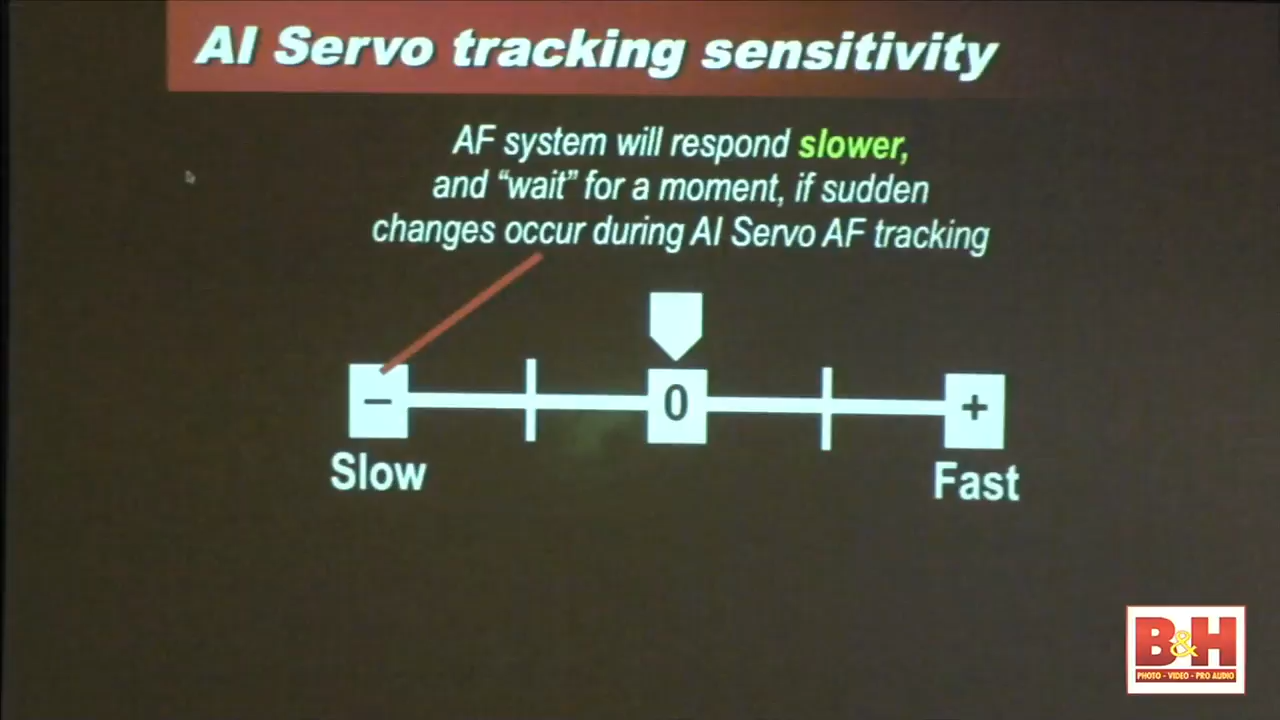 AI Servo tracking sensitivity
AF system will respond slower,
and “wait” for a moment, if sudden
changes occur during AI Servo AF tracking
− 0 +
Slow Fast
B&H
PHOTO - VIDEO - PRO AUDIO